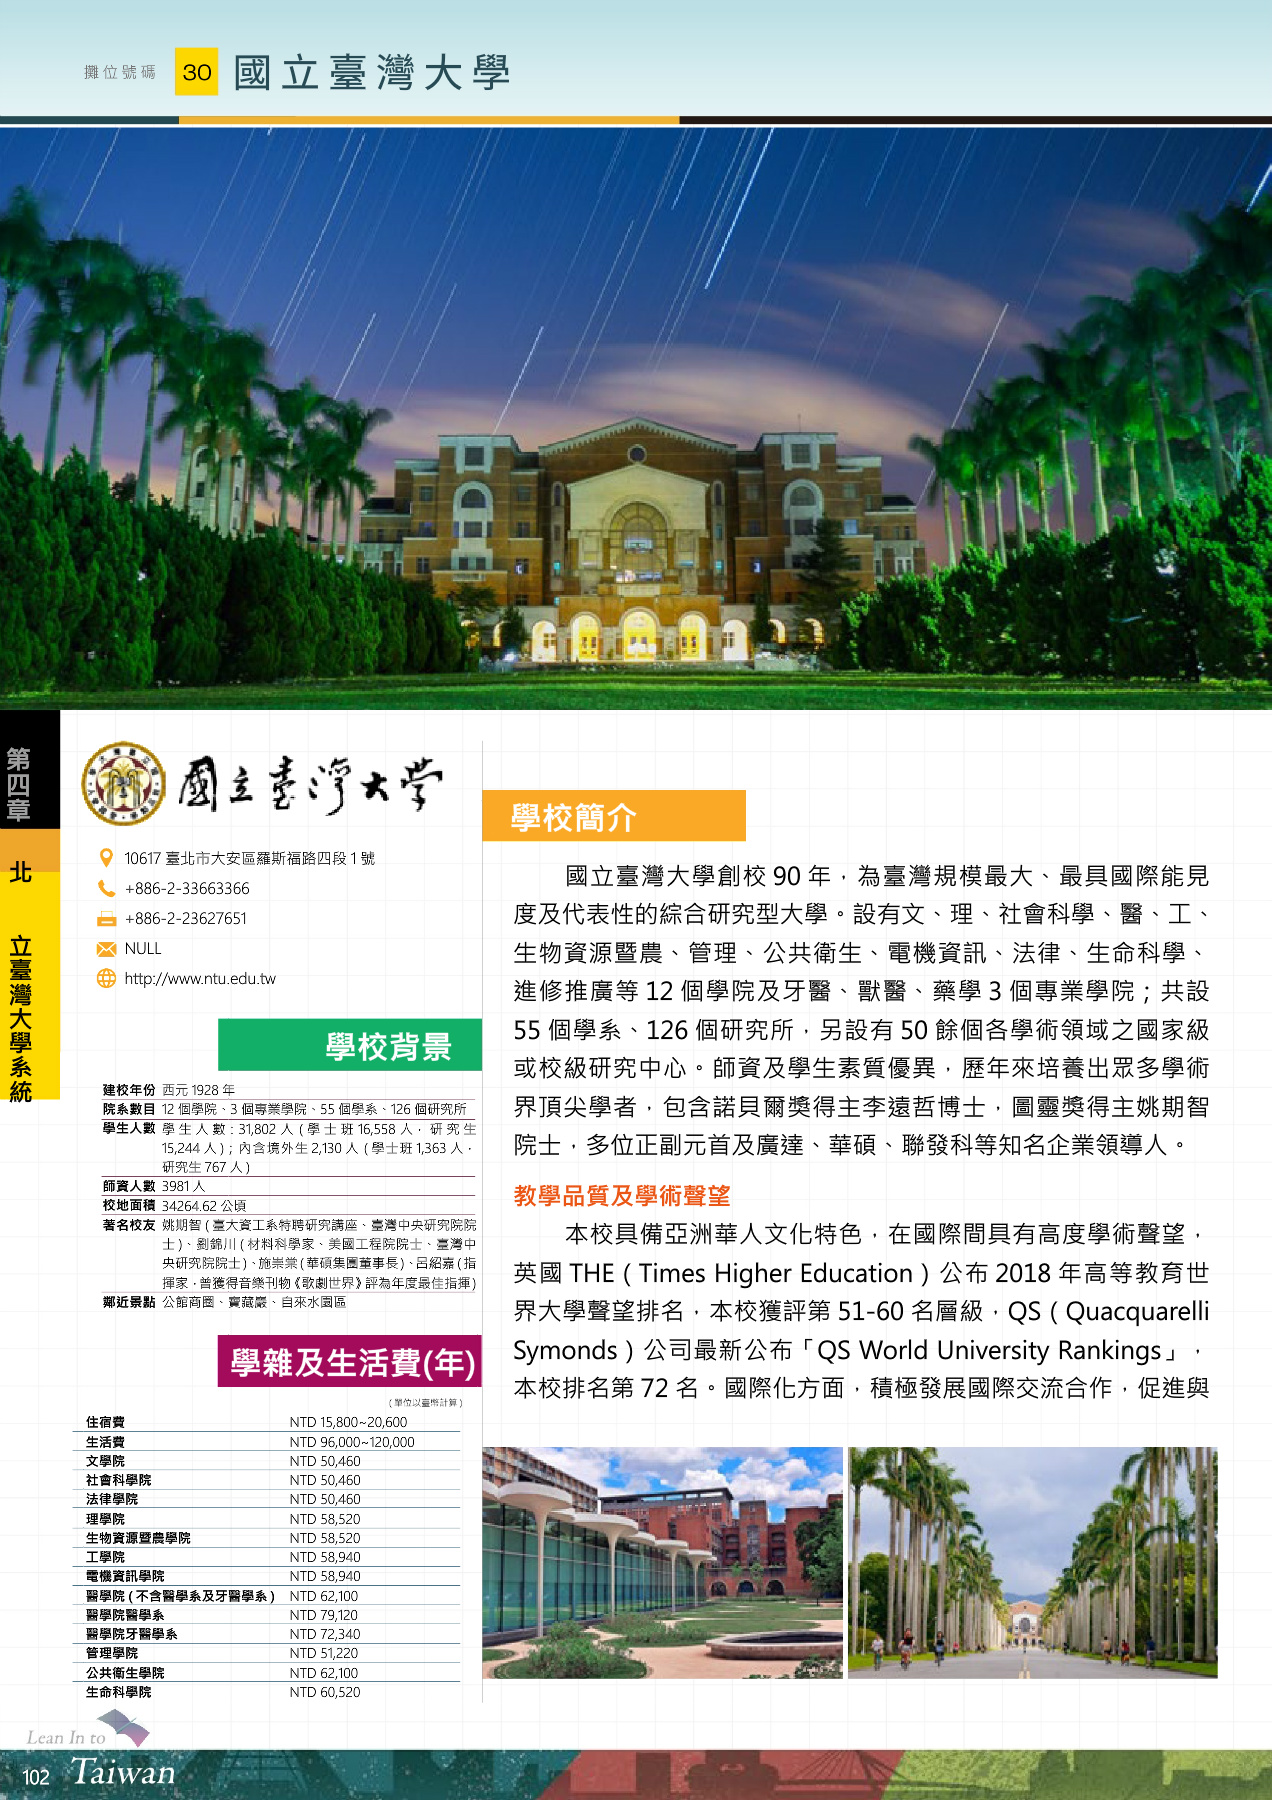 攤位號碼 30 國立臺灣大學
第四章
北
立臺灣大學系統
國立臺灣大学
10617 臺北市大安區羅斯福路四段 1 號
+886-2-33663366
+886-2-23627651
NULL
http://www.ntu.edu.tw
學校背景
建校年份 西元 1928 年
院系數目 12 個學院、3 個專業學院、55 個學系、126 個研究所
學生人數 學生人數：31,802 人 ( 學士班 16,558 人，研究生
15,244 人 )；內含境外生 2,130 人 ( 學士班 1,363 人，
研究生 767 人 )
師資人數 3981 人
校地面積 34264.62 公頃
著名校友 姚期智 ( 臺大資工系特聘研究講座、臺灣中央研究院院
士 )、劉錦川 ( 材料科學家、美國工程院院士、臺灣中
央研究院院士 )、施崇棠 ( 華碩集團董事長 )、呂紹嘉 ( 指
揮家，曾獲得音樂刊物《歌劇世界》評為年度最佳指揮 )
鄰近景點 公館商圈、寶藏巖、自來水園區
學雜及生活費(年)
( 單位以臺幣計算 )
住宿費 NTD 15,800~20,600
生活費 NTD 96,000~120,000
文學院 NTD 50,460
社會科學院 NTD 50,460
法律學院 NTD 50,460
理學院 NTD 58,520
生物資源暨農學院 NTD 58,520
工學院 NTD 58,940
電機資訊學院 NTD 58,940
醫學院 ( 不含醫學系及牙醫學系 ) NTD 62,100
醫學院醫學系 NTD 79,120
醫學院牙醫學系 NTD 72,340
管理學院 NTD 51,220
公共衛生學院 NTD 62,100
生命科學院 NTD 60,520
學校簡介
國立臺灣大學創校 90 年，為臺灣規模最大、最具國際能見
度及代表性的綜合研究型大學。設有文、理、社會科學、醫、工、
生物資源暨農、管理、公共衛生、電機資訊、法律、生命科學、
進修推廣等 12 個學院及牙醫、獸醫、藥學 3 個專業學院；共設
55 個學系、126 個研究所，另設有 50 餘個各學術領域之國家級
或校級研究中心。師資及學生素質優異，歷年來培養出眾多學術
界頂尖學者，包含諾貝爾獎得主李遠哲博士，圖靈獎得主姚期智
院士，多位正副元首及廣達、華碩、聯發科等知名企業領導人。
教學品質及學術聲望
本校具備亞洲華人文化特色，在國際間具有高度學術聲望，
英國 THE ( Times Higher Education ) 公布 2018 年高等教育世
界大學聲望排名，本校獲評第 51-60 名層級，QS ( Quacquarelli
Symonds ) 公司最新公布「QS World University Rankings」，
本校排名第 72 名。國際化方面，積極發展國際交流合作，促進與
Lean In to
Taiwan
102